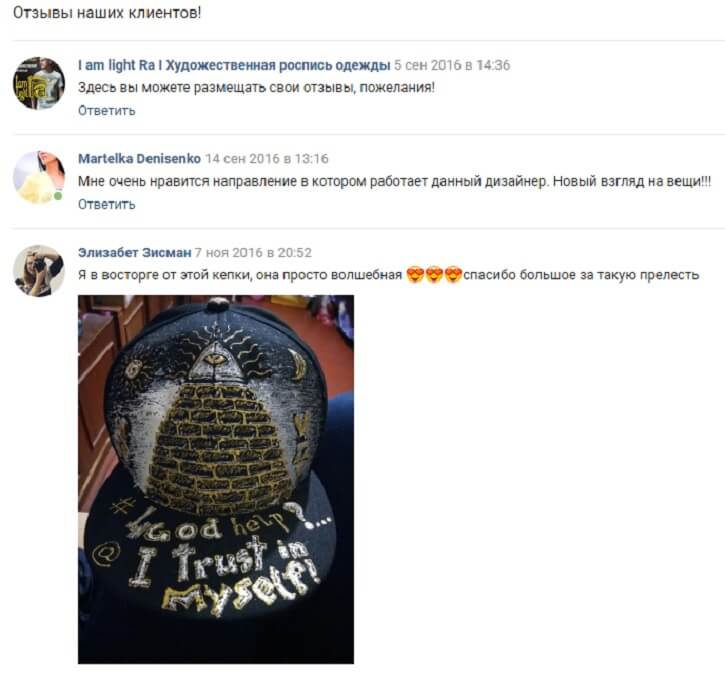 Отзывы наших клиентов!
I am light Ra I Художественная роспись одежды 5 сен 2016 в 14:36
Здесь вы можете размещать свои отзывы, пожелания!
Ответить
Martelka Denisenko 14 сен 2016 в 13:16
Мне очень нравится направление в котором работает данный дизайнер. Новый взгляд на вещи!!!
Ответить
Элизабет Зисман 7 ноя 2016 в 20:52
Я в восторге от этой кепки, она просто волшебная 😍😍😍спасибо большое за такую прелесть
God help?...
@ I Trust in
myself!